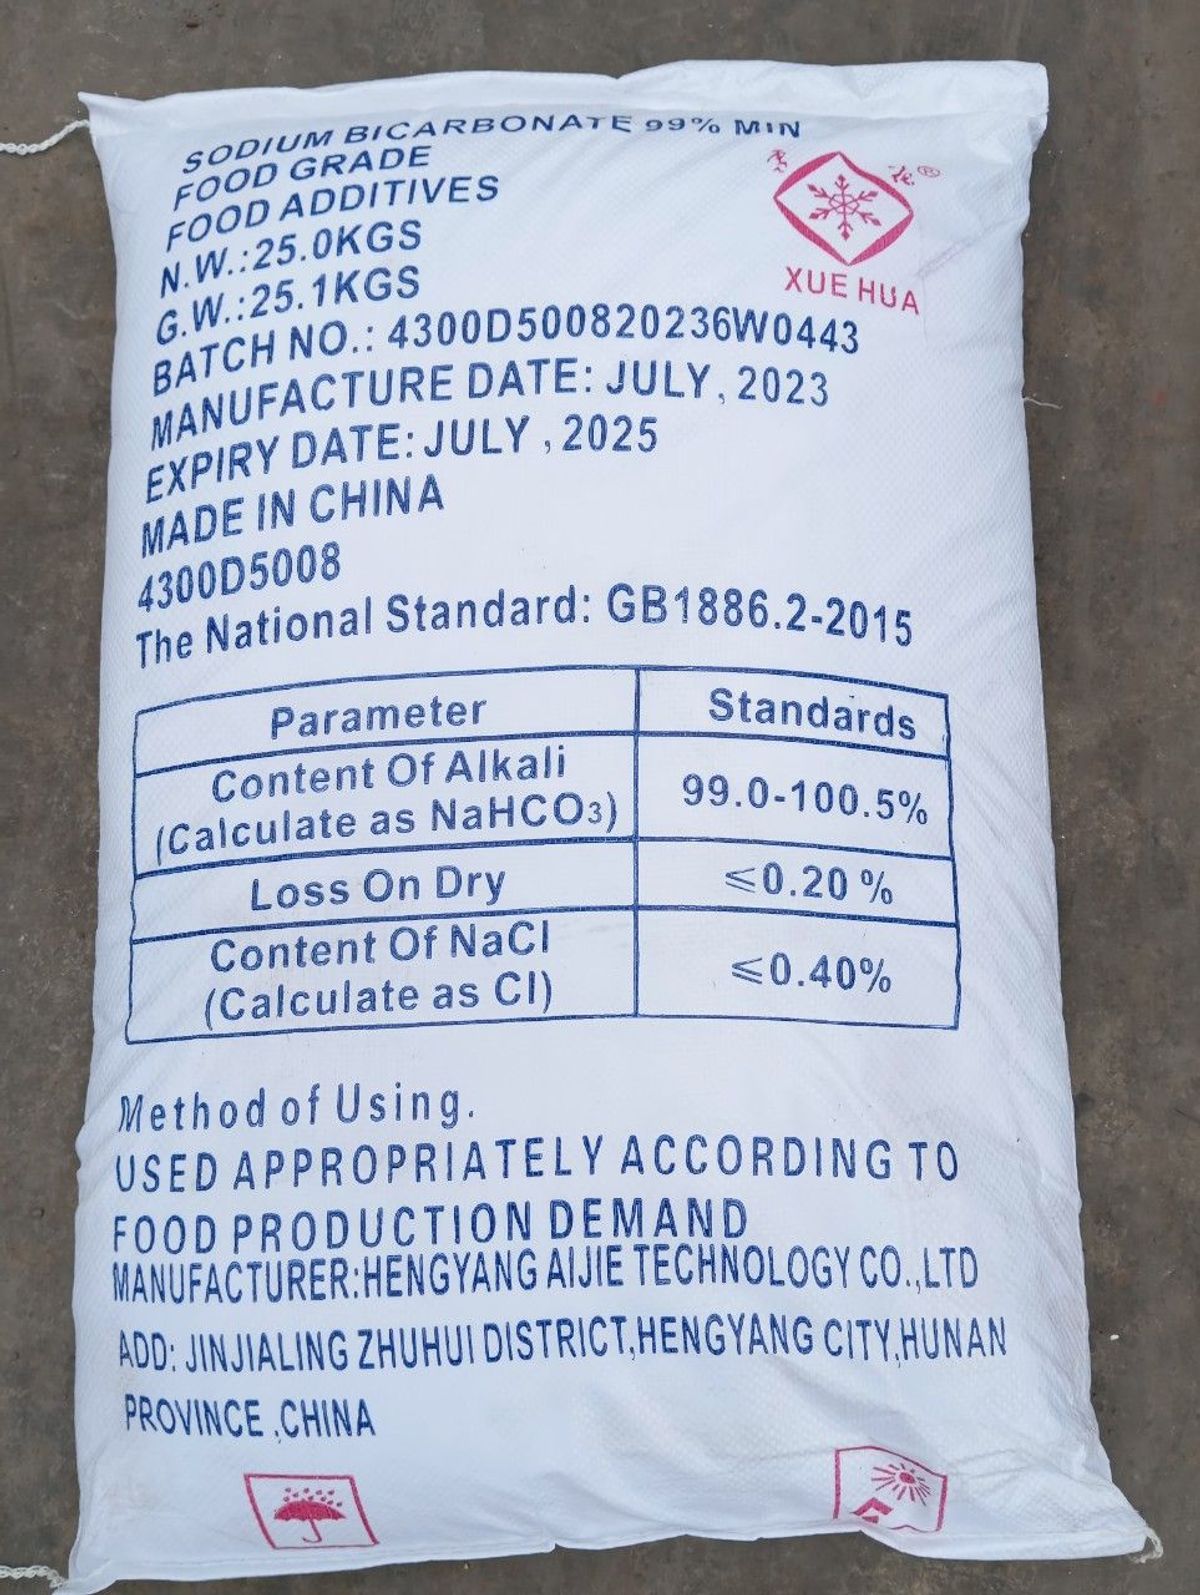 SODIUM BICARBONATE 99% MIN
FOOD GRADE
FOOD ADDITIVES
N.W.:25.0KGS
G.W.:25.1KGS
®
XUE HUA
BATCH NO.: 4300D500820236W0443
MANUFACTURE DATE: JULY, 2023
EXPIRY DATE: JULY , 2025
MADE IN CHINA
4300D5008
The National Standard: GB1886.2-2015
Parameter Standards
Content Of Alkali
(Calculate as NaHCO3) 99.0-100.5%
Loss On Dry ≤0.20 %
Content Of NaCl
(Calculate as Cl) ≤0.40%
Method of Using.
USED APPROPRIATELY ACCORDING TO
FOOD PRODUCTION DEMAND
MANUFACTURER:HENGYANG AIJIE TECHNOLOGY CO.,LTD
ADD: JINJIALING ZHUHUI DISTRICT,HENGYANG CITY,HUNAN
PROVINCE ,CHINA